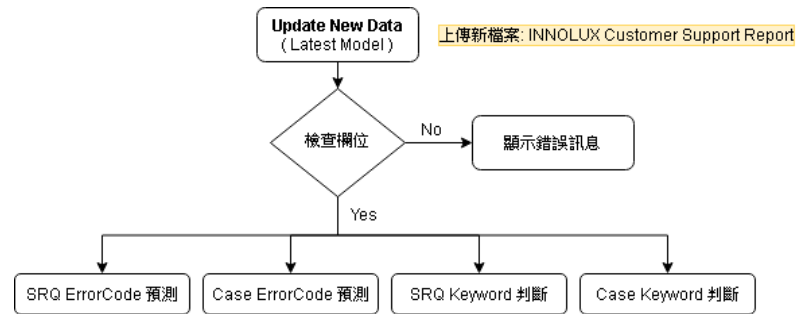 Update New Data
( Latest Model )
上傳新檔案: INNOLUX Customer Support Report
檢查欄位
No
顯示錯誤訊息
Yes
SRQ ErrorCode 預測
Case ErrorCode 預測
SRQ Keyword 判斷
Case Keyword 判斷